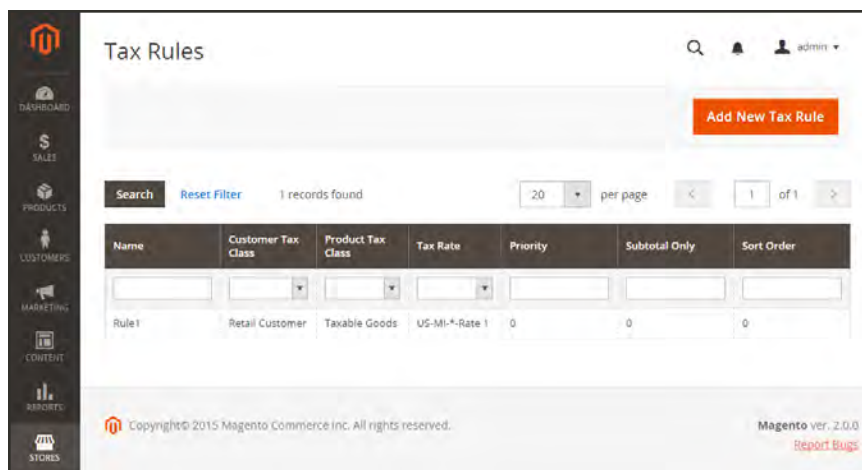 Tax Rules
admin
DASHBOARD
Add New Tax Rule
SALES
Search Reset Filter 1 records found 20 per page 1 of 1
PRODUCTS
Name Customer Tax Class Product Tax Class Tax Rate Priority Subtotal Only Sort Order
CUSTOMERS
MARKETING
Rule1 Retail Customer Taxable Goods US-MI-*-Rate 1 0 0 0
CONTENT
REPORTS
Copyright© 2015 Magento Commerce Inc. All rights reserved. Magento ver. 2.0.0
Report Bugs
STORES